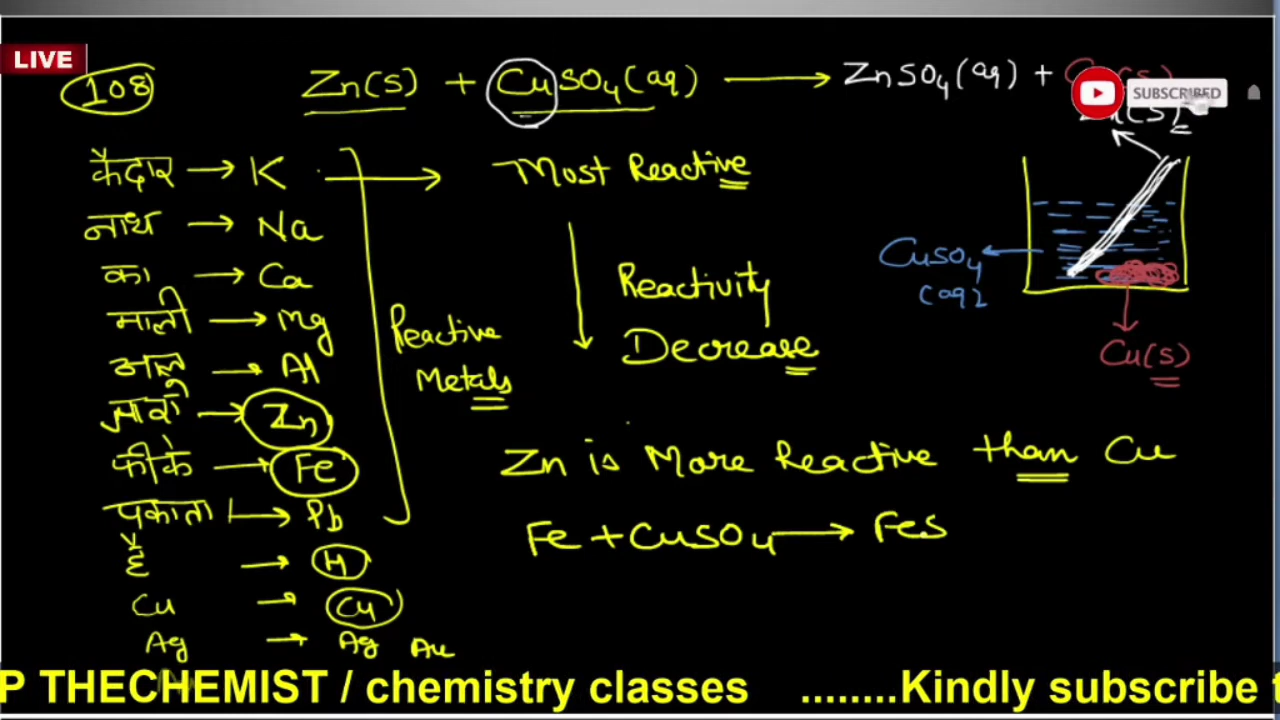 LIVE
108
Zn(s) + CuSO₄(aq) → ZnSO₄(aq) +
SUBSCRIBED
Zn(s)
कैदार → K → Most Reactive
नाथ → Na
का → Ca
माली → Mg
आल → Al
→ Zn
फीके → Fe
पकाता → Pb
है → H
Cu → Cu
Ag → Ag Au
Reactive
Metals
Reactivity
Decrease
CuSO₄
(aq)
Cu(s)
Zn is More Reactive than Cu
Fe + CuSO₄ → FeS
P THECHEMIST / chemistry classes ........Kindly subscribe